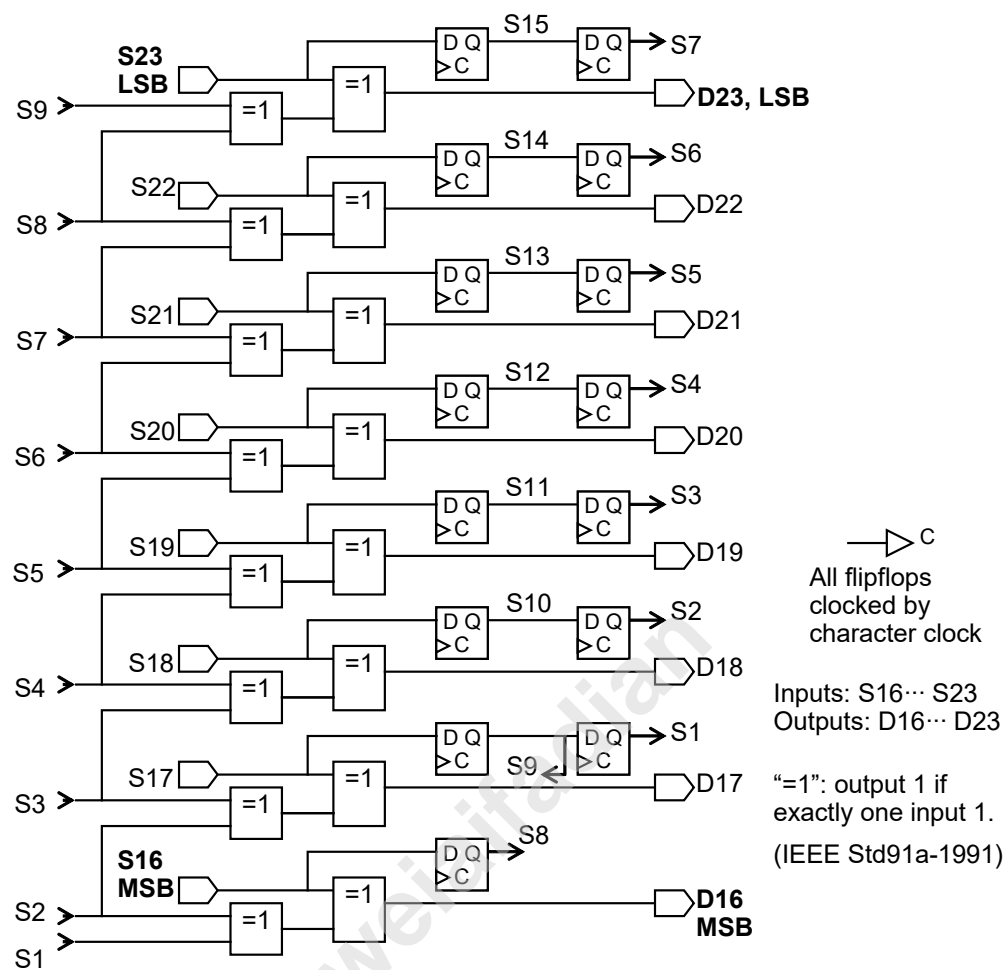 S15
S23
LSB
D Q
C
D Q
C
S7
=1
S9
=1
D23, LSB
S14
D Q
C
D Q
C
S6
S22
=1
D22
S8
=1
S13
D Q
C
D Q
C
S5
S21
=1
D21
S7
=1
S12
D Q
C
D Q
C
S4
S20
=1
D20
S6
=1
S11
D Q
C
D Q
C
S3
S19
=1
D19
S5
=1
S10
D Q
C
D Q
C
S2
S18
=1
D18
S4
=1
D Q
C
S9
D Q
C
S1
S17
=1
D17
S3
=1
S16
MSB
D Q
C
S8
=1
D16
MSB
S2
=1
S1
C
All flipflops
clocked by
character clock
Inputs: S16··· S23
Outputs: D16··· D23
“=1”: output 1 if
exactly one input 1.
(IEEE Std91a-1991)
weiaifadian